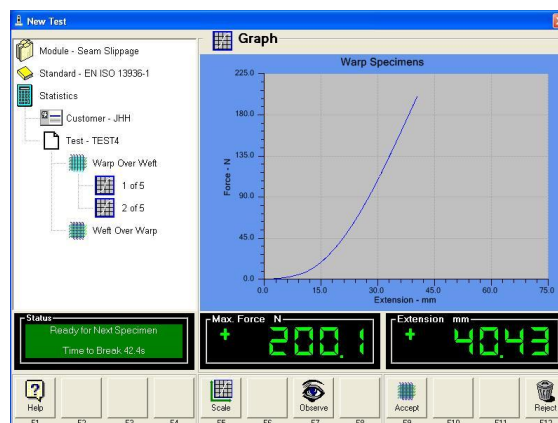 New Test
Module - Seam Slippage
Standard - EN ISO 13936-1
Statistics
Customer - JHH
Test - TEST4
Warp Over Weft
1 of 5
2 of 5
Weft Over Warp
Graph
Warp Specimens
225.0
180.0
135.0
90.0
45.0
0.0
Force - N
0.0 15.0 30.0 45.0 60.0 75.0
Extension - mm
Status
Ready for Next Specimen
Time to Break 42.4s
Max. Force N
+ 200.1
Extension mm
+ 40.43
Help Scale Observe Accept Reject
F1 F2 F3 F4 F5 F6 F7 F8 F9 F10 F11 F12